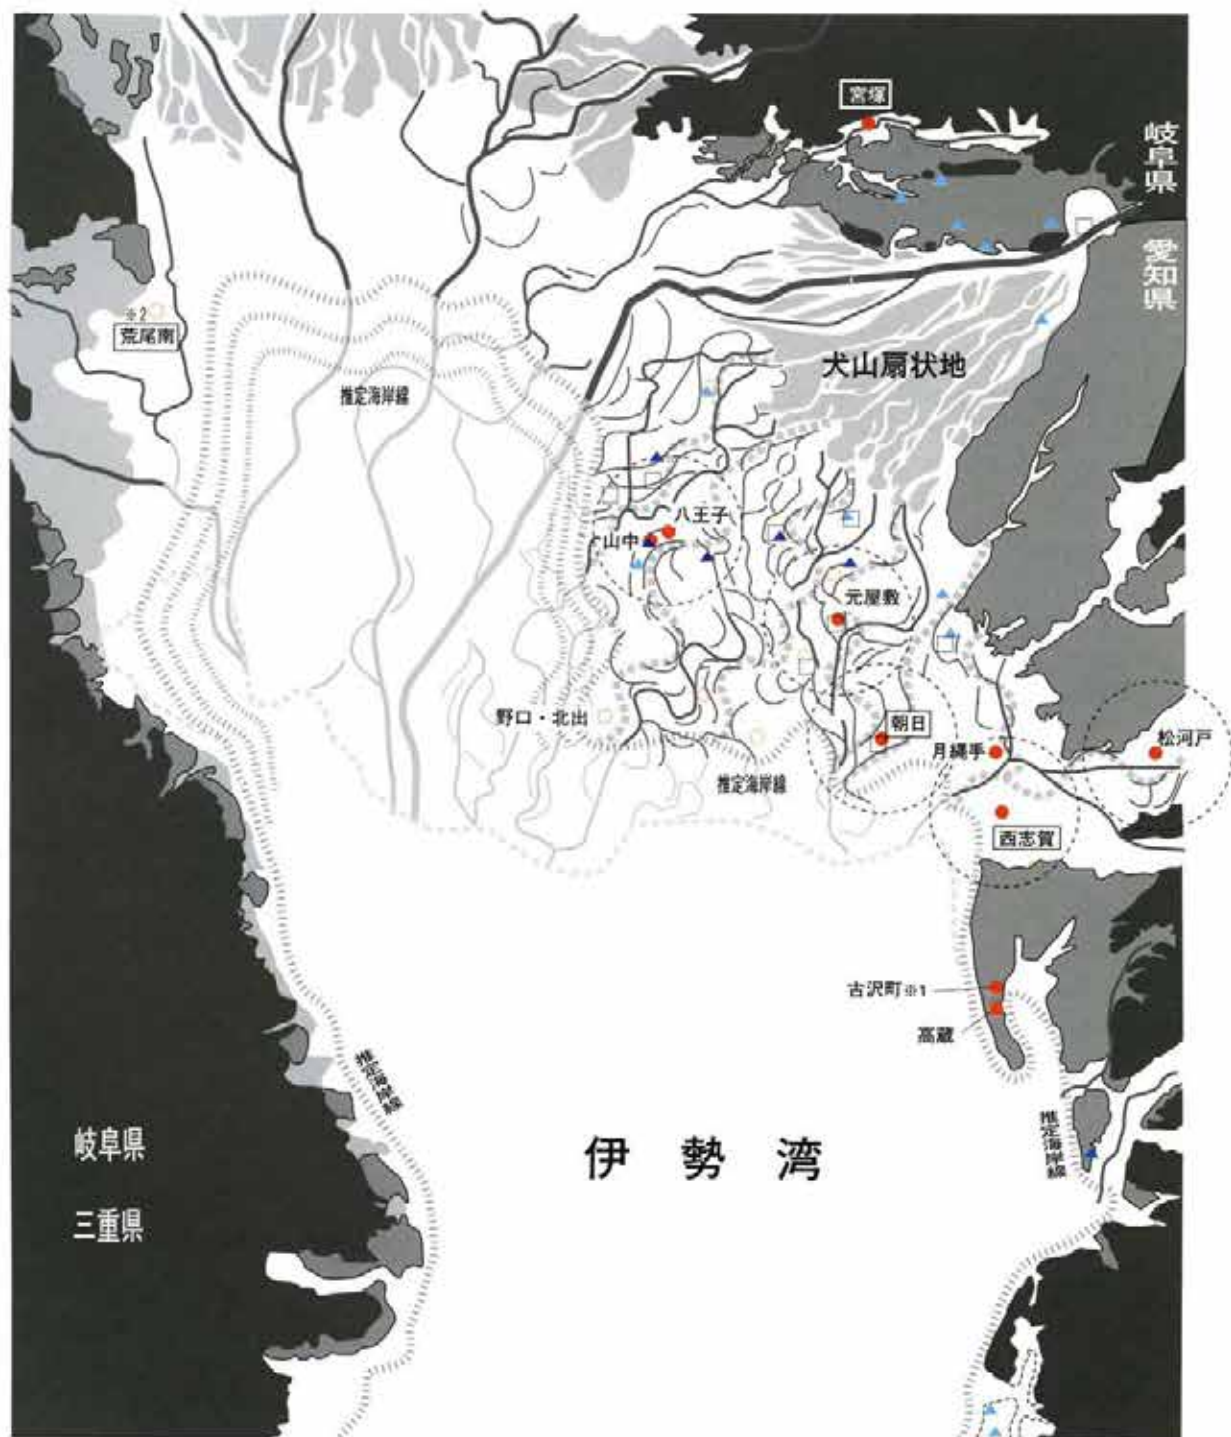 宮塚
岐阜県
愛知県
※2
荒尾南
犬山扇状地
推定海岸線
八王子
山中
元屋敷
野口・北出
朝日
月縄手
松河戸
推定海岸線
西志賀
古沢町※1
高蔵
推定海岸線
推定海岸線
伊勢湾
岐阜県
三重県